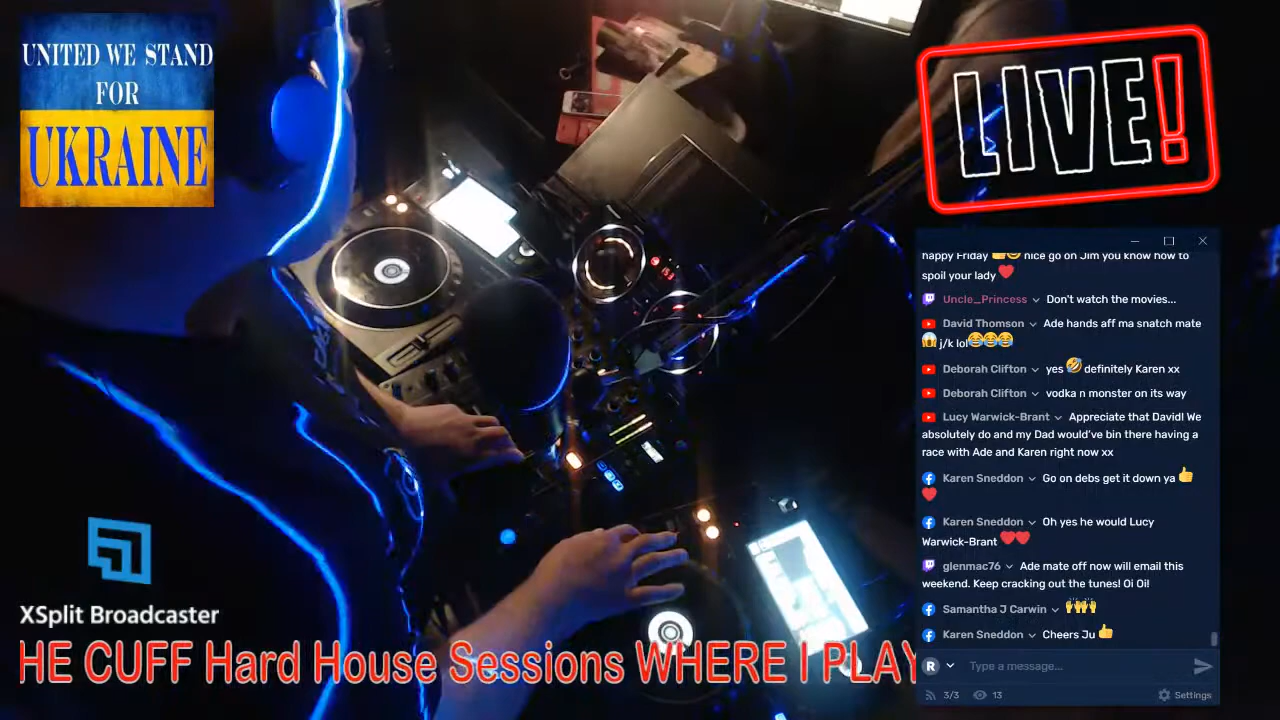 UNITED WE STAND
FOR
UKRAINE
LIVE!
happy Friday 👍😊 nice go on Jim you know how to
spoil your lady ❤️
Uncle_Princess Don't watch the movies...
David Thomson Ade hands aff ma snatch mate
😱 j/k lol😂😂😂
Deborah Clifton yes 🤣 definitely Karen xx
Deborah Clifton vodka n monster on its way
Lucy Warwick-Brant Appreciate that David! We
absolutely do and my Dad would've bin there having a
race with Ade and Karen right now xx
Karen Sneddon Go on debs get it down ya 👍
❤️
Karen Sneddon Oh yes he would Lucy
Warwick-Brant ❤️❤️
glenmac76 Ade mate off now will email this
weekend. Keep cracking out the tunes! Oi Oi!
Samantha J Carwin 🙌🙌
Karen Sneddon Cheers Ju 👍
R Type a message...
3/3 13 Settings
XSplit Broadcaster
HE CUFF Hard House Sessions WHERE I PLAY